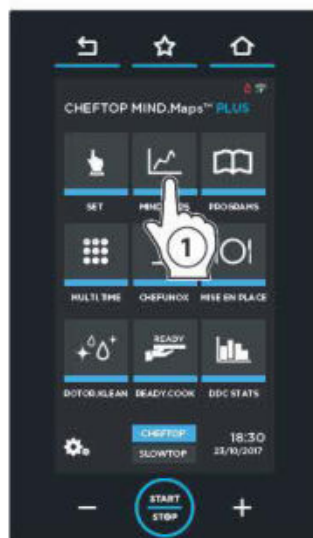 CHEFTOP MIND.Maps™ PLUS
SET
PROGRAMS
1
MULTI.TIME
CHEFUNOX
MISE EN PLACE
READY
ROTOR.KLEAN
READY.COOK
DDC STATS
CHEFTOP
SLOWTOP
18:30
23/10/2017
START
STOP